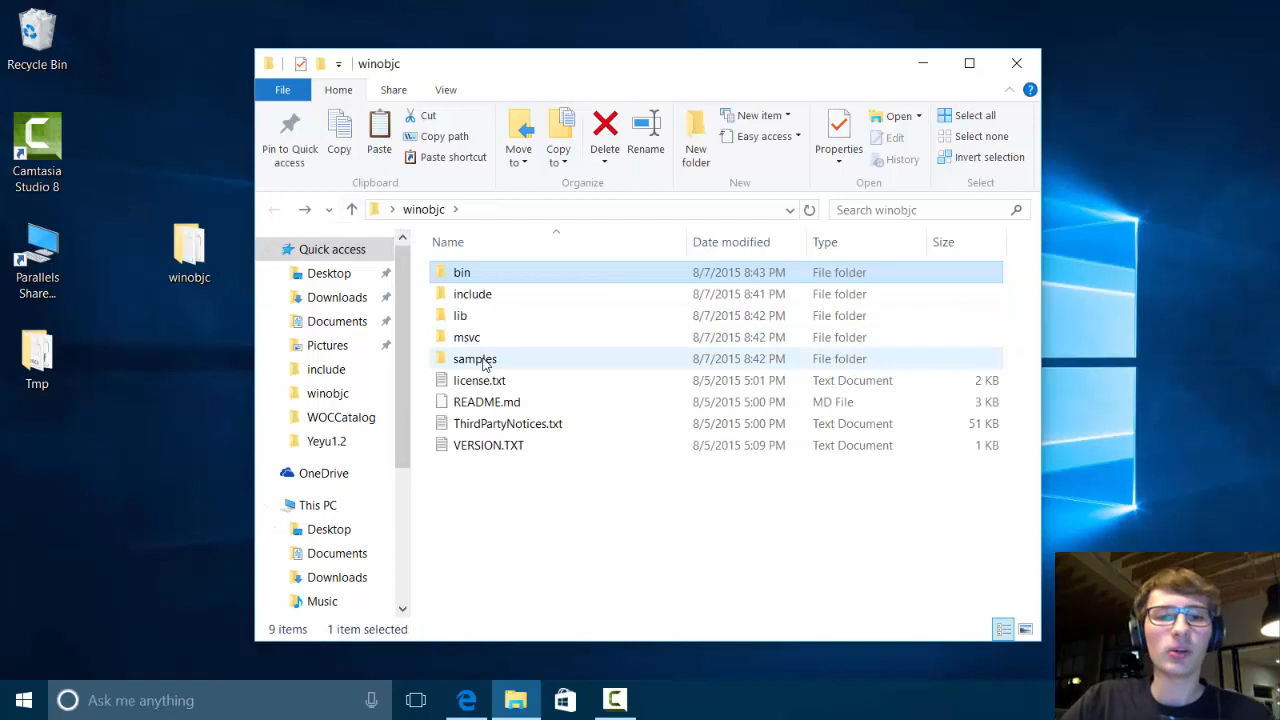 Recycle Bin
Camtasia
Studio 8
Parallels
Share...
winobjc
Tmp
winobjc
File
Home
Share
View
Pin to Quick
access
Copy
Paste
Cut
Copy path
Paste shortcut
Clipboard
Move
to
Copy
to
Delete
Rename
Organize
New
folder
New item
Easy access
New
Properties
Open
Edit
History
Open
Select all
Select none
Invert selection
Select
winobjc
Search winobjc
Quick access
Desktop
Downloads
Documents
Pictures
include
winobjc
WOCCatalog
Yeyu1.2
OneDrive
This PC
Desktop
Documents
Downloads
Music
Name Date modified Type Size
bin 8/7/2015 8:43 PM File folder
include 8/7/2015 8:41 PM File folder
lib 8/7/2015 8:42 PM File folder
msvc 8/7/2015 8:42 PM File folder
samples 8/7/2015 8:42 PM File folder
license.txt 8/5/2015 5:01 PM Text Document 2 KB
README.md 8/5/2015 5:00 PM MD File 3 KB
ThirdPartyNotices.txt 8/5/2015 5:00 PM Text Document 51 KB
VERSION.TXT 8/5/2015 5:09 PM Text Document 1 KB
9 items 1 item selected
Ask me anything